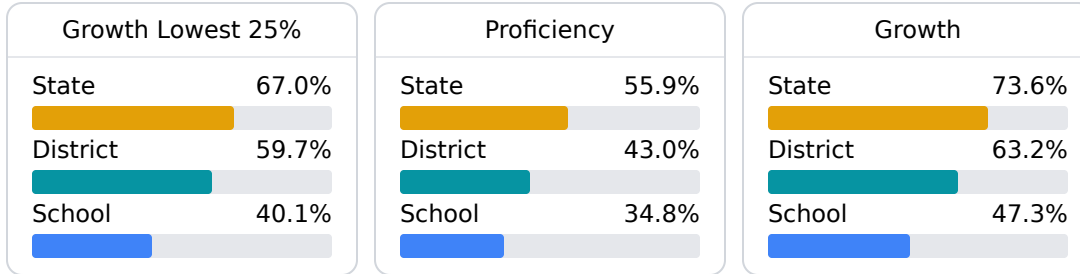 Growth Lowest 25%
State 67.0%
District 59.7%
School 40.1%
Proficiency
State 55.9%
District 43.0%
School 34.8%
Growth
State 73.6%
District 63.2%
School 47.3%